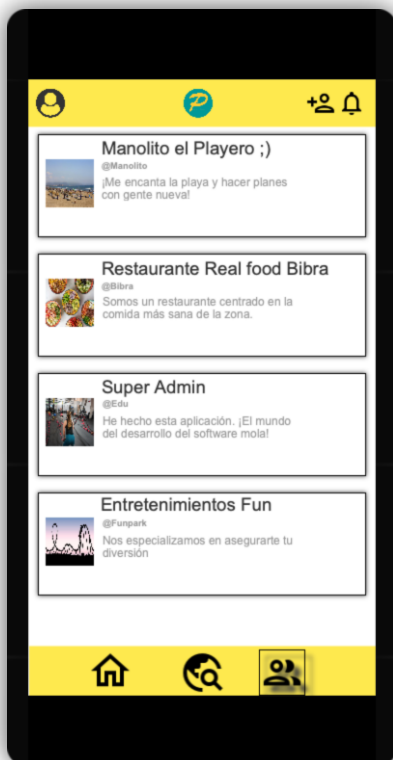 P
Manolito el Playero ;)
@Manolito
¡Me encanta la playa y hacer planes
con gente nueva!
Restaurante Real food Bibra
@Bibra
Somos un restaurante centrado en la
comida más sana de la zona.
Super Admin
@Edu
He hecho esta aplicación. ¡El mundo
del desarrollo del software mola!
Entretenimientos Fun
@Funpark
Nos especializamos en asegurarte tu
diversión